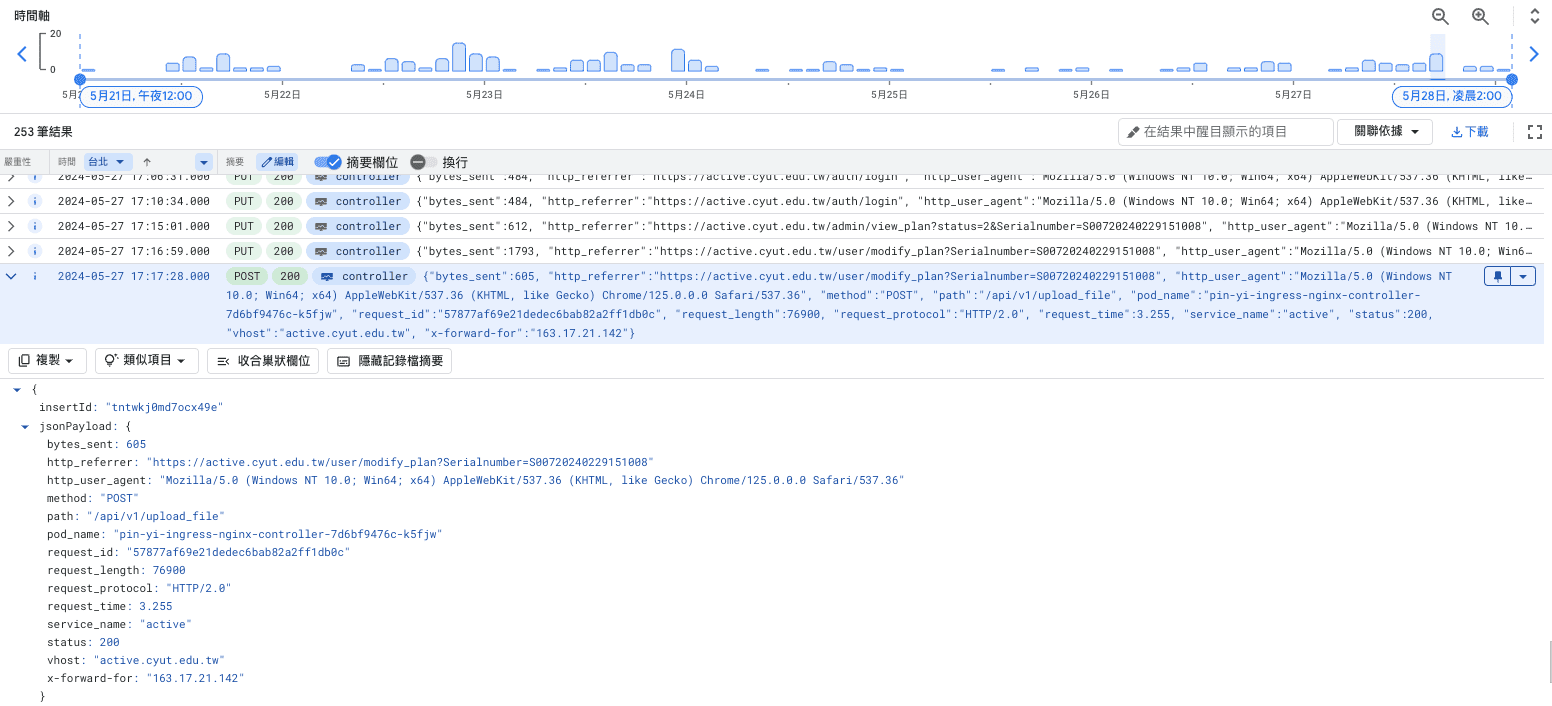 時間軸
20
0
5月21日, 午夜12:00
5月22日
5月23日
5月24日
5月25日
5月26日
5月27日
5月28日, 凌晨2:00
253 筆結果
在結果中醒目顯示的項目
關聯依據
下載
嚴重性 時間 台北 摘要 編輯 摘要欄位 換行
2024-05-27 17:06:31.000 PUT 200 controller {"bytes_sent":484, "http_referrer":"https://active.cyut.edu.tw/auth/login", "http_user_agent":"Mozilla/5.0 (Windows NT 10.0; Win64; x64) AppleWebKit/537.36 (KHTML, like…
2024-05-27 17:10:34.000 PUT 200 controller {"bytes_sent":484, "http_referrer":"https://active.cyut.edu.tw/auth/login", "http_user_agent":"Mozilla/5.0 (Windows NT 10.0; Win64; x64) AppleWebKit/537.36 (KHTML, like…
2024-05-27 17:15:01.000 PUT 200 controller {"bytes_sent":612, "http_referrer":"https://active.cyut.edu.tw/admin/view_plan?status=2&Serialnumber=S00720240229151008", "http_user_agent":"Mozilla/5.0 (Windows NT 10.…
2024-05-27 17:16:59.000 PUT 200 controller {"bytes_sent":1793, "http_referrer":"https://active.cyut.edu.tw/user/modify_plan?Serialnumber=S00720240229151008", "http_user_agent":"Mozilla/5.0 (Windows NT 10.0; Win6…
2024-05-27 17:17:28.000 POST 200 controller {"bytes_sent":605, "http_referrer":"https://active.cyut.edu.tw/user/modify_plan?Serialnumber=S00720240229151008", "http_user_agent":"Mozilla/5.0 (Windows NT
10.0; Win64; x64) AppleWebKit/537.36 (KHTML, like Gecko) Chrome/125.0.0.0 Safari/537.36", "method":"POST", "path":"/api/v1/upload_file", "pod_name":"pin-yi-ingress-nginx-controller-
7d6bf9476c-k5fjw", "request_id":"57877af69e21dedec6bab82a2ff1db0c", "request_length":76900, "request_protocol":"HTTP/2.0", "request_time":3.255, "service_name":"active", "status":200,
"vhost":"active.cyut.edu.tw", "x-forward-for":"163.17.21.142"}
複製
類似項目
收合巢狀欄位
隱藏記錄檔摘要
{
insertId: "tntwkj0md7ocx49e"
jsonPayload: {
bytes_sent: 605
http_referrer: "https://active.cyut.edu.tw/user/modify_plan?Serialnumber=S00720240229151008"
http_user_agent: "Mozilla/5.0 (Windows NT 10.0; Win64; x64) AppleWebKit/537.36 (KHTML, like Gecko) Chrome/125.0.0.0 Safari/537.36"
method: "POST"
path: "/api/v1/upload_file"
pod_name: "pin-yi-ingress-nginx-controller-7d6bf9476c-k5fjw"
request_id: "57877af69e21dedec6bab82a2ff1db0c"
request_length: 76900
request_protocol: "HTTP/2.0"
request_time: 3.255
service_name: "active"
status: 200
vhost: "active.cyut.edu.tw"
x-forward-for: "163.17.21.142"
}